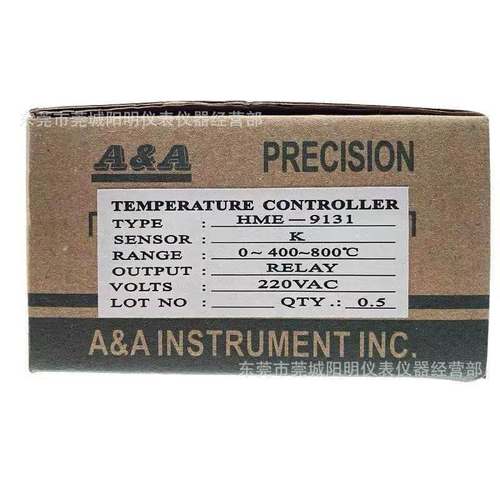 东莞市莞城阳明仪表仪器经营部
A&A PRECISION
TEMPERATURE CONTROLLER
TYPE : HME-9131
SENSOR : K
RANGE : 0~400~800℃
OUTPUT : RELAY
VOLTS : 220VAC
LOT NO : QTY .: 0.5
A&A INSTRUMENT INC.
东莞市莞城阳明仪表仪器经营部